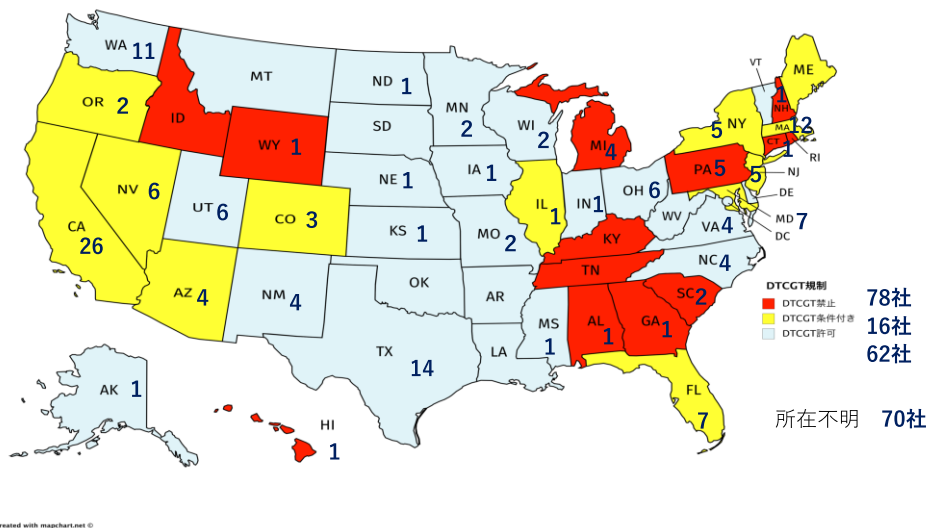 WA 11
MT
ND 1
MN 2
VT
ME
OR 2
ID
SD
WI 2
NY 5
NH 1
MA 12
WY 1
MI 4
CT 1
RI
NV 6
NE 1
IA 1
PA 5
NJ 5
UT 6
CO 3
IL 1
IN 1
OH 6
DE
CA 26
KS 1
MO 2
WV
VA 4
MD 7
DC
KY
NC 4
AZ 4
NM 4
OK
AR
TN
SC 2
MS 1
AL 1
GA 1
TX 14
LA
FL 7
AK 1
HI 1
DTCGT規制
DTCGT禁止 78社
DTCGT条件付き 16社
DTCGT許可 62社
所在不明 70社
reated with mapchart.net ©